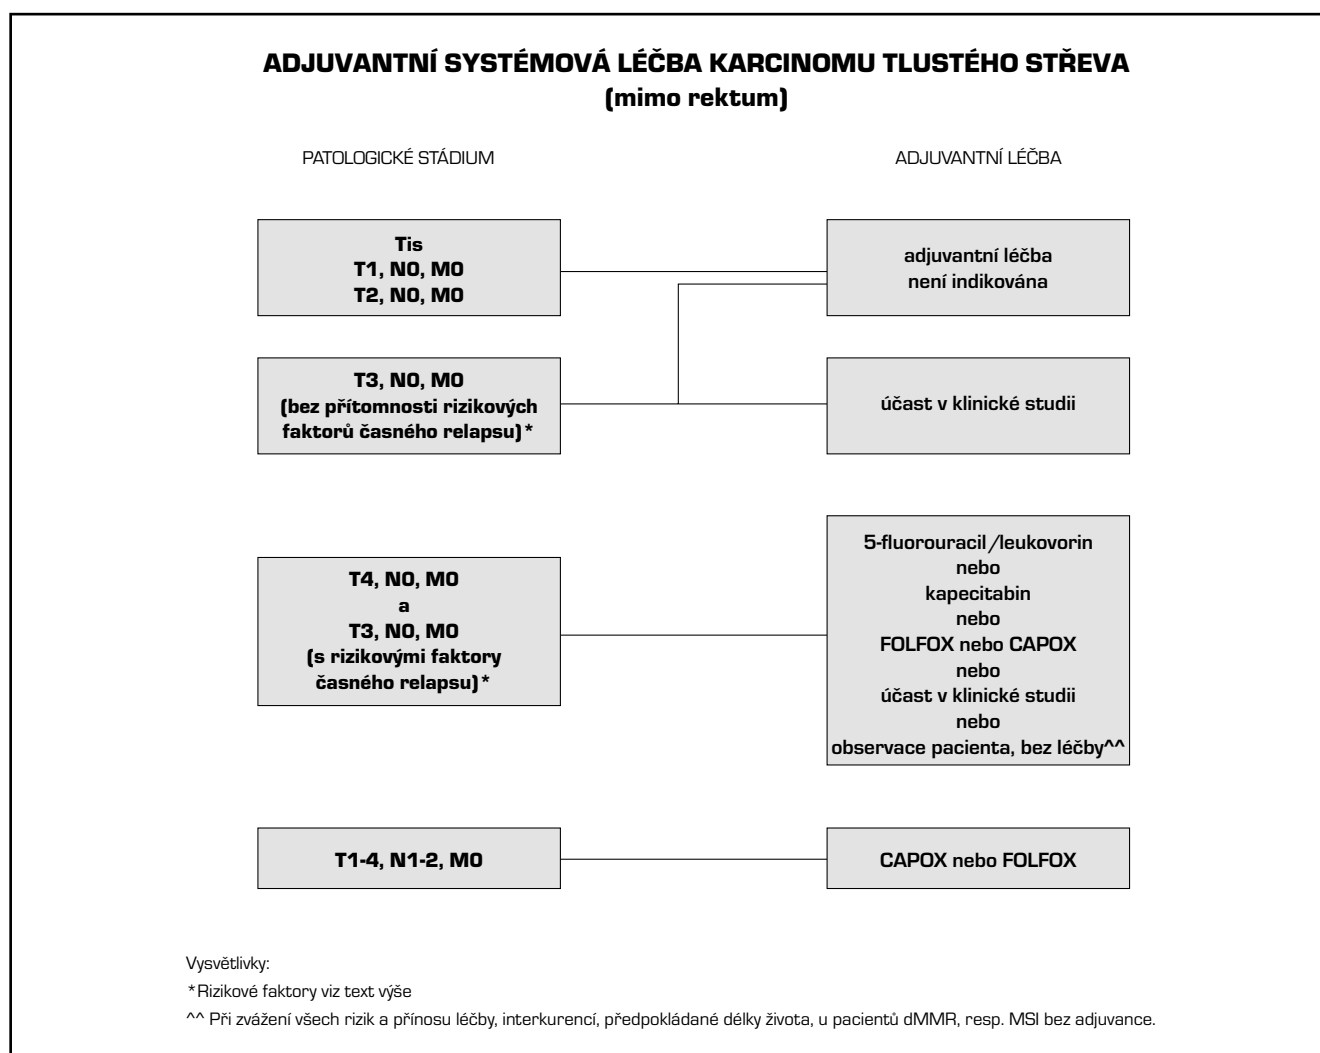 ADJUVANTNÍ SYSTÉMOVÁ LÉČBA KARCINOMU TLUSTÉHO STŘEVA
(mimo rektum)
PATOLOGICKÉ STÁDIUM
ADJUVANTNÍ LÉČBA
Tis
T1, N0, M0
T2, N0, M0
adjuvantní léčba
není indikována
T3, N0, M0
(bez přítomnosti rizikových
faktorů časného relapsu)*
účast v klinické studii
T4, N0, M0
a
T3, N0, M0
(s rizikovými faktory
časného relapsu)*
5-fluorouracil/leukovorin
nebo
kapecitabin
nebo
FOLFOX nebo CAPOX
nebo
účast v klinické studii
nebo
observace pacienta, bez léčby^^
T1-4, N1-2, M0
CAPOX nebo FOLFOX
Vysvětlivky:
*Rizikové faktory viz text výše
^^ Při zvážení všech rizik a přínosu léčby, interkurencí, předpokládané délky života, u pacientů dMMR, resp. MSI bez adjuvance.